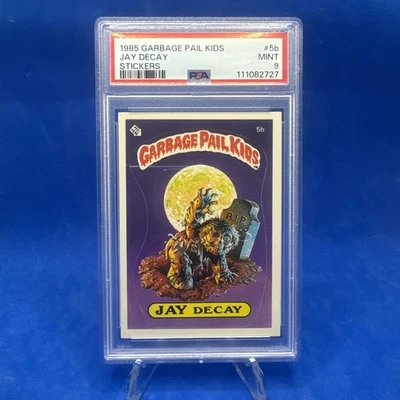 1985 GARBAGE PAIL KIDS #5b
JAY DECAY MINT
STICKERS 9
PSA 111082727
5b
GARBAGE PAIL KIDS
R.I.P.
JAY DECAY